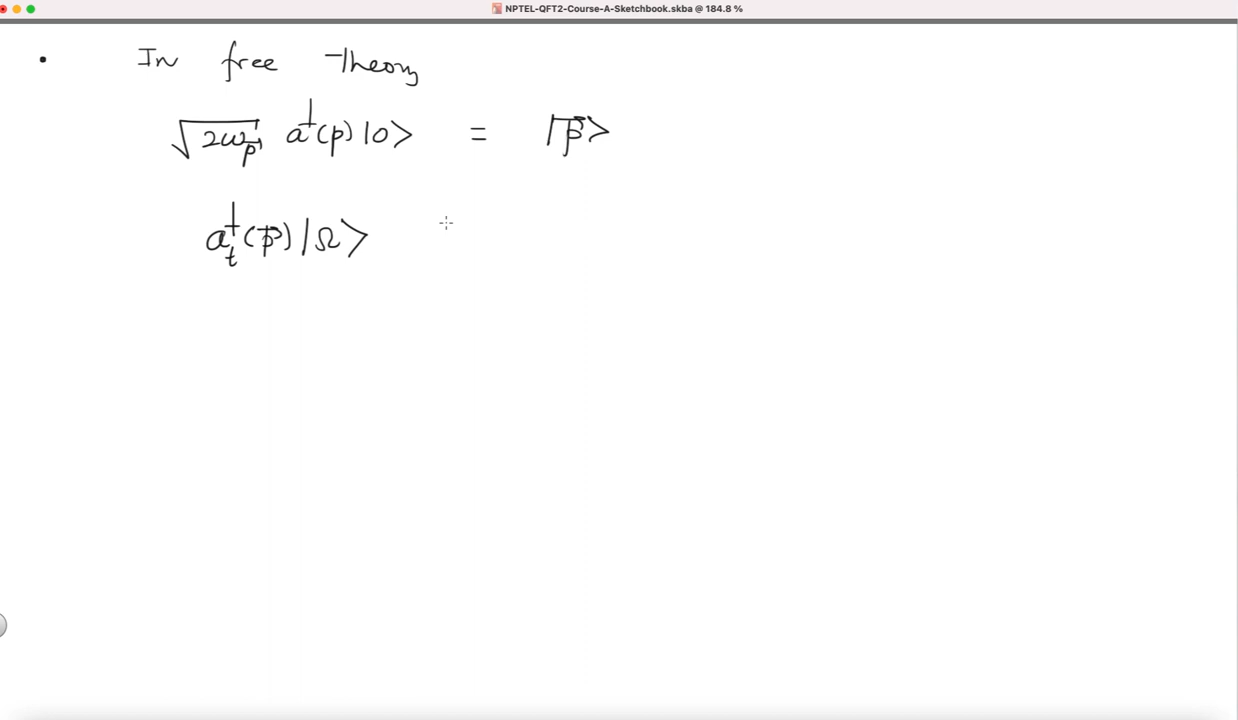 NPTEL-QFT2-Course-A-Sketchbook.skba @ 184.8 %
• In free Theory
√2ω_p⃗ a†(p)|0> = |p⃗>
a_t†(p⃗)|Ω>